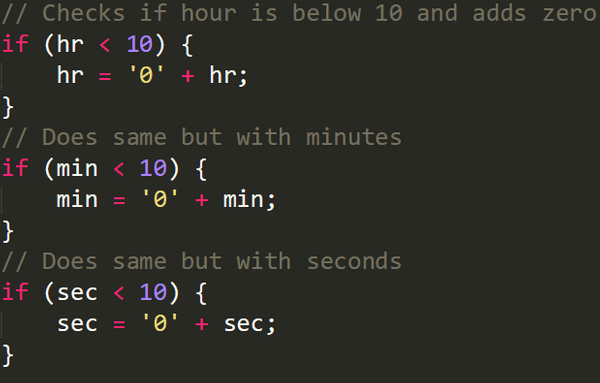 // Checks if hour is below 10 and adds zero
if (hr < 10) {
    hr = '0' + hr;
}
// Does same but with minutes
if (min < 10) {
    min = '0' + min;
}
// Does same but with seconds
if (sec < 10) {
    sec = '0' + sec;
}